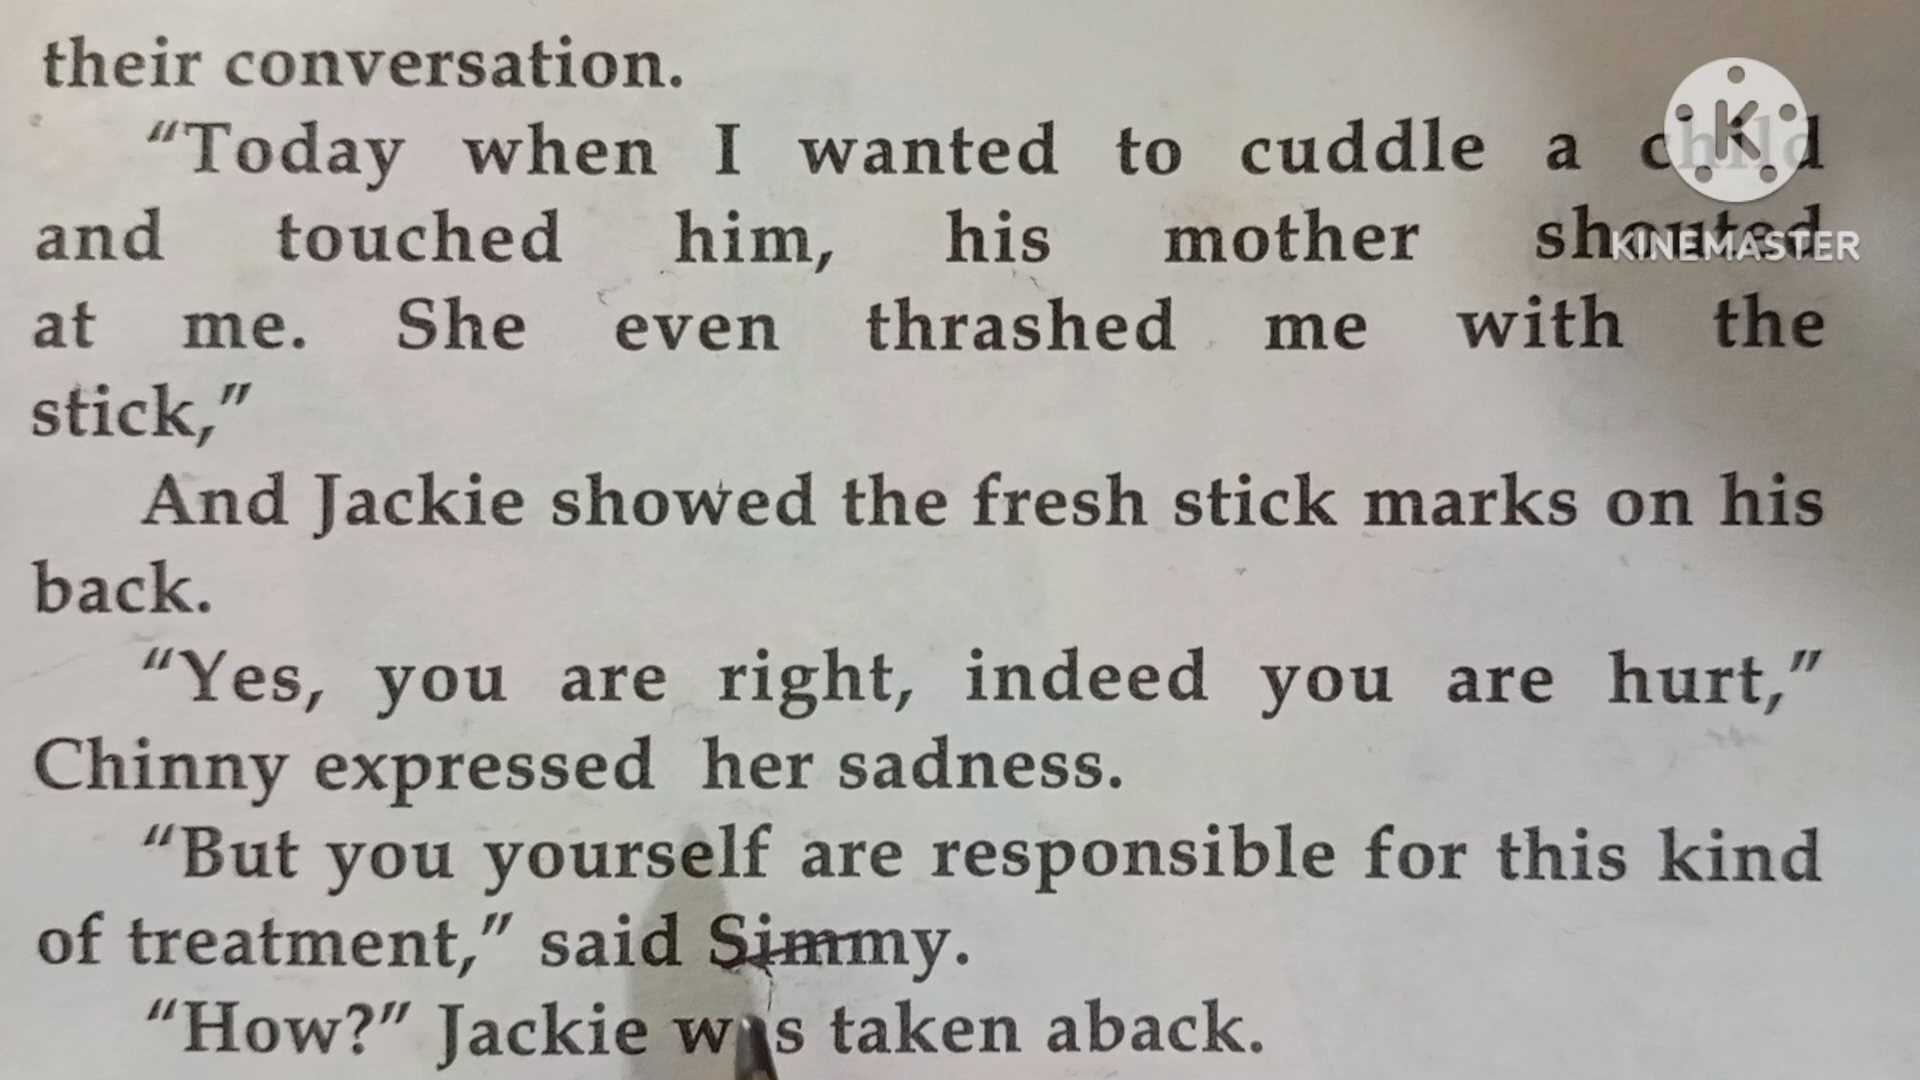 their conversation.
“Today when I wanted to cuddle a child
and touched him, his mother shouted
at me. She even thrashed me with the
stick,”
And Jackie showed the fresh stick marks on his
back.
“Yes, you are right, indeed you are hurt,”
Chinny expressed her sadness.
“But you yourself are responsible for this kind
of treatment,” said Simmy.
“How?” Jackie was taken aback.
K
KINEMASTER